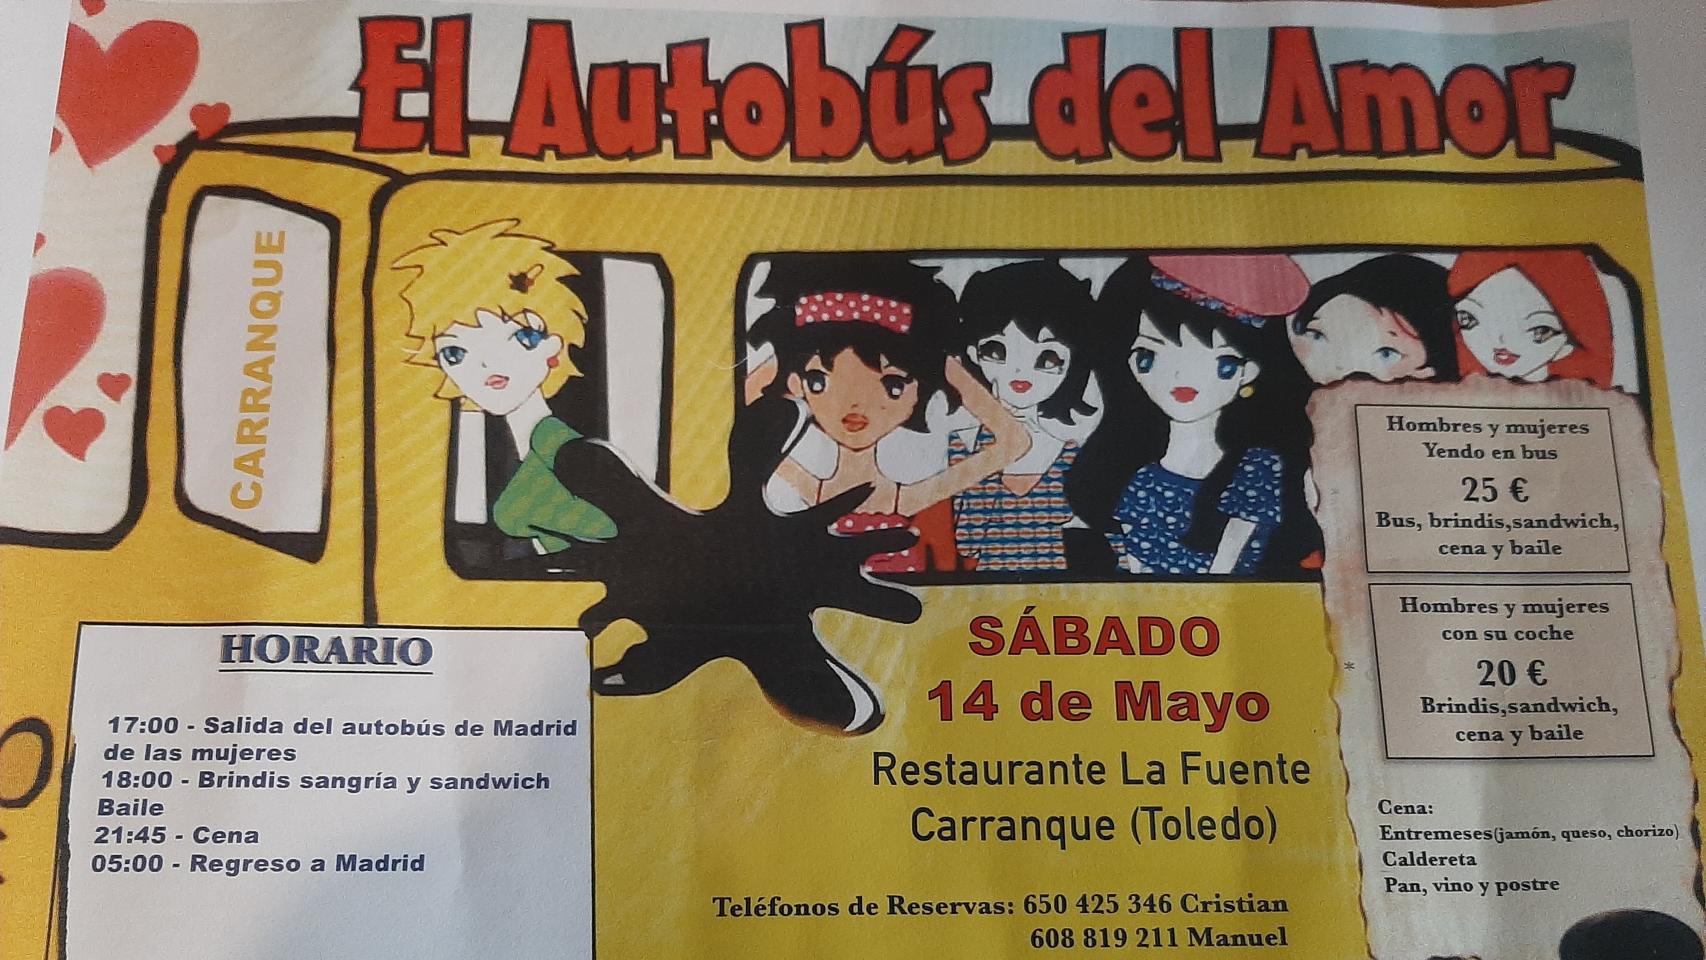 El Autobús del Amor
CARRANQUE
Hombres y mujeres
Yendo en bus
25 €
Bus, brindis,sandwich,
cena y baile
Hombres y mujeres
con su coche
20 €
Brindis,sandwich,
cena y baile
HORARIO
17:00 - Salida del autobús de Madrid
de las mujeres
18:00 - Brindis sangría y sandwich
Baile
21:45 - Cena
05:00 - Regreso a Madrid
SÁBADO
14 de Mayo
Restaurante La Fuente
Carranque (Toledo)
*
Cena:
Entremeses(jamón, queso, chorizo)
Caldereta
Pan, vino y postre
Teléfonos de Reservas: 650 425 346 Cristian
608 819 211 Manuel